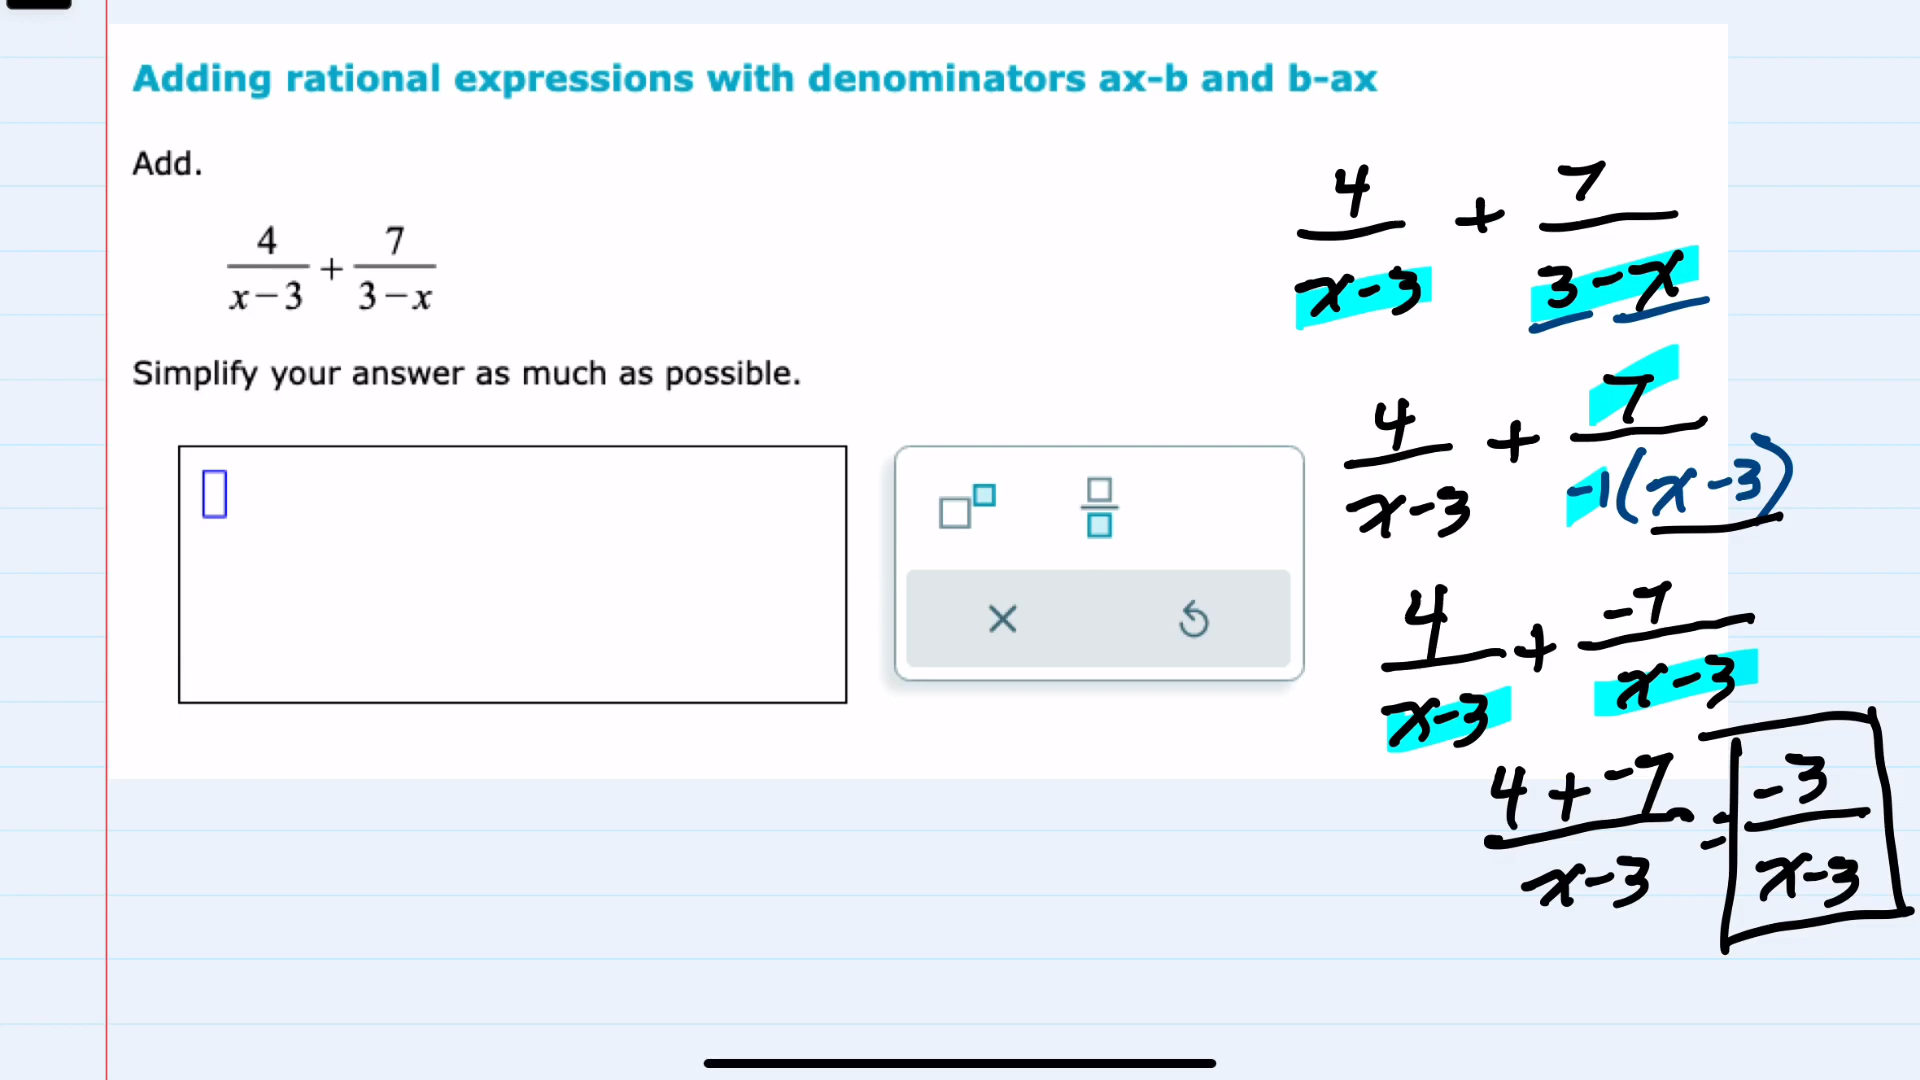 Adding rational expressions with denominators ax-b and b-ax
Add.
4/(x-3) + 7/(3-x)
Simplify your answer as much as possible.
4/(x-3) + 7/(3-x)
4/(x-3) + 7/(-1(x-3))
4/(x-3) + -7/(x-3)
(4+-7)/(x-3) = -3/(x-3)